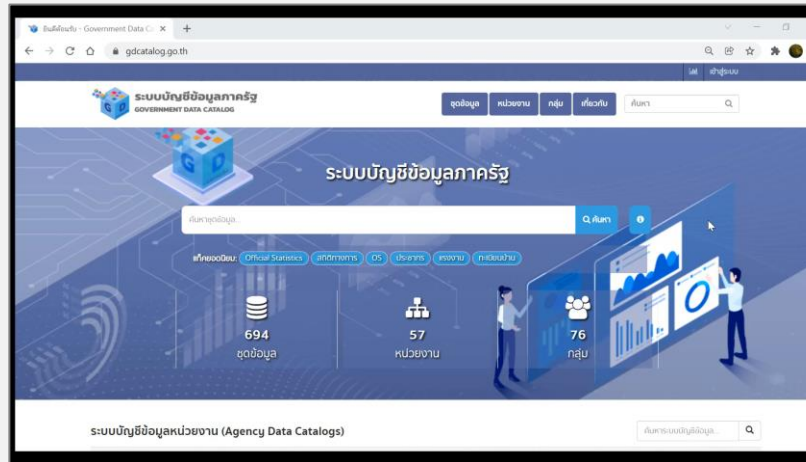 ยินดีต้อนรับ - Government Data C
gdcatalog.go.th
เข้าสู่ระบบ
ระบบบัญชีข้อมูลภาครัฐ
GOVERNMENT DATA CATALOG
ชุดข้อมูล หน่วยงาน กลุ่ม เกี่ยวกับ ค้นหา
G D
ระบบบัญชีข้อมูลภาครัฐ
ค้นหาชุดข้อมูล... ค้นหา
แท็คยอดนิยม: Official Statistics สถิติทางการ OS ประชากร แรงงาน ทะเบียนบ้าน
694 57 76
ชุดข้อมูล หน่วยงาน กลุ่ม
ระบบบัญชีข้อมูลหน่วยงาน (Agency Data Catalogs) ค้นหาระบบบัญชีข้อมูล...